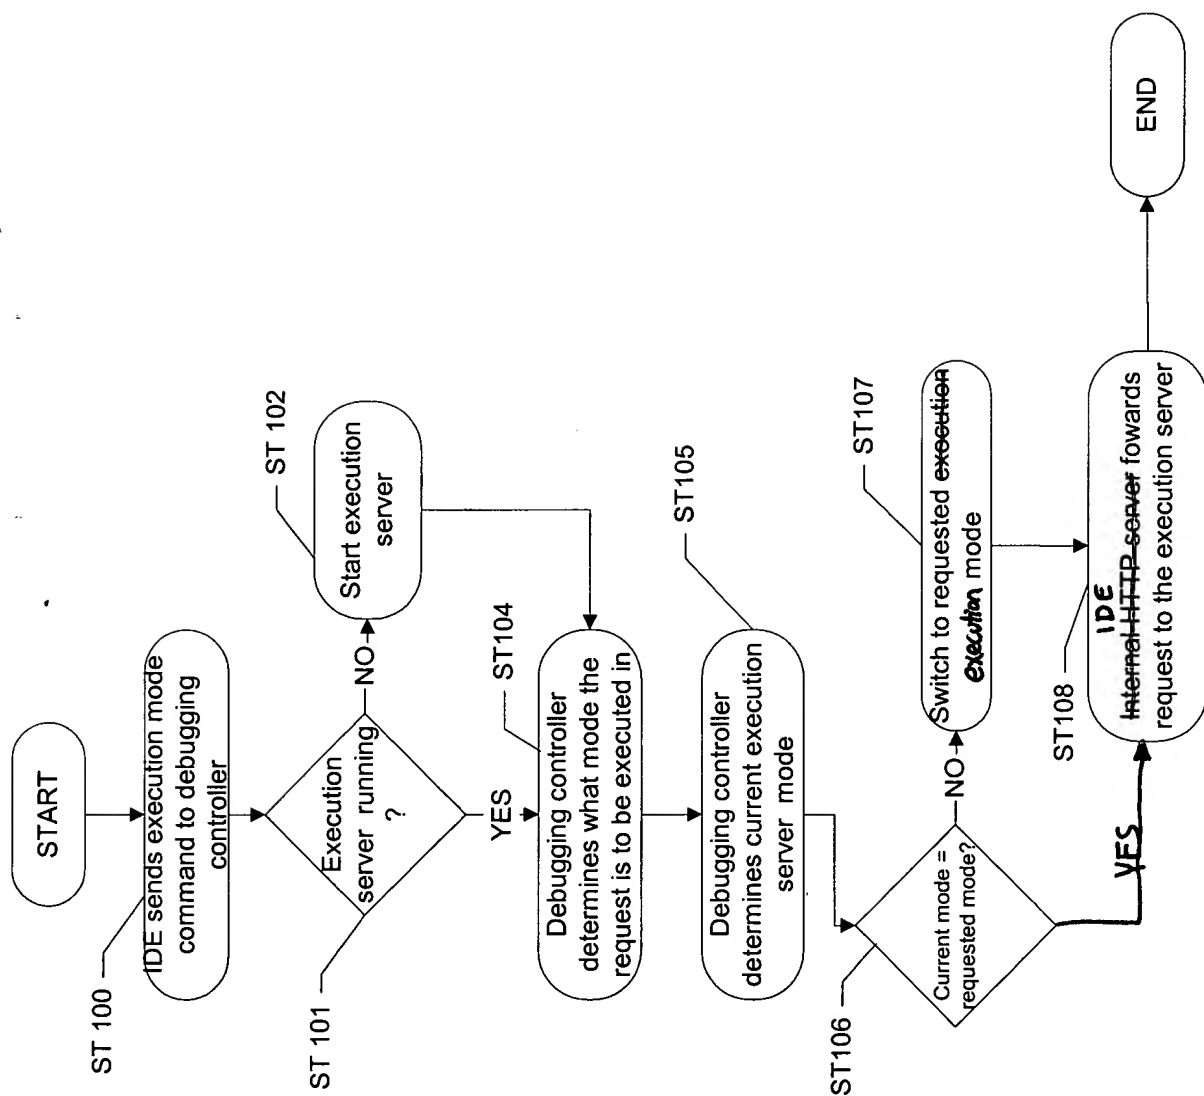 START
ST 100
IDE sends execution mode
command to debugging
controller
ST 101
Execution
server running
?
NO
ST 102
Start execution
server
YES
ST104
Debugging controller
determines what mode the
request is to be executed in
ST105
Debugging controller
determines current execution
server mode
ST106
Current mode =
requested mode?
NO
ST107
Switch to requested execution
execution mode
YES
ST108
IDE
Internal HTTP server fowards
request to the execution server
END